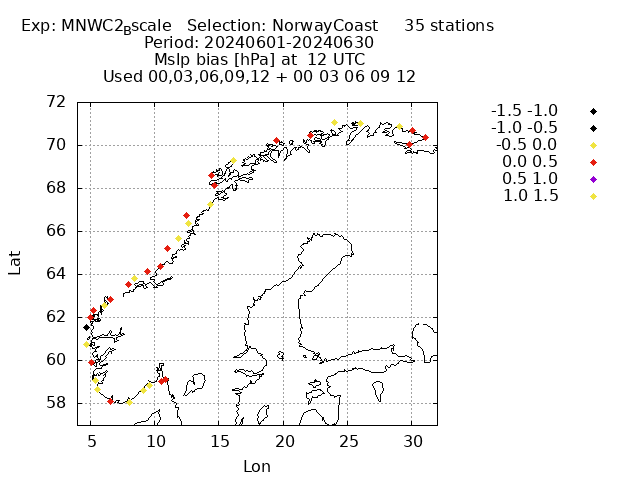 Exp: MNWC2Bscale Selection: NorwayCoast 35 stations
Period: 20240601-20240630
Mslp bias [hPa] at 12 UTC
Used 00,03,06,09,12 + 00 03 06 09 12
72
70
68
66
64
62
60
58
Lat
5 10 15 20 25 30
Lon
-1.5 -1.0
-1.0 -0.5
-0.5 0.0
0.0 0.5
0.5 1.0
1.0 1.5